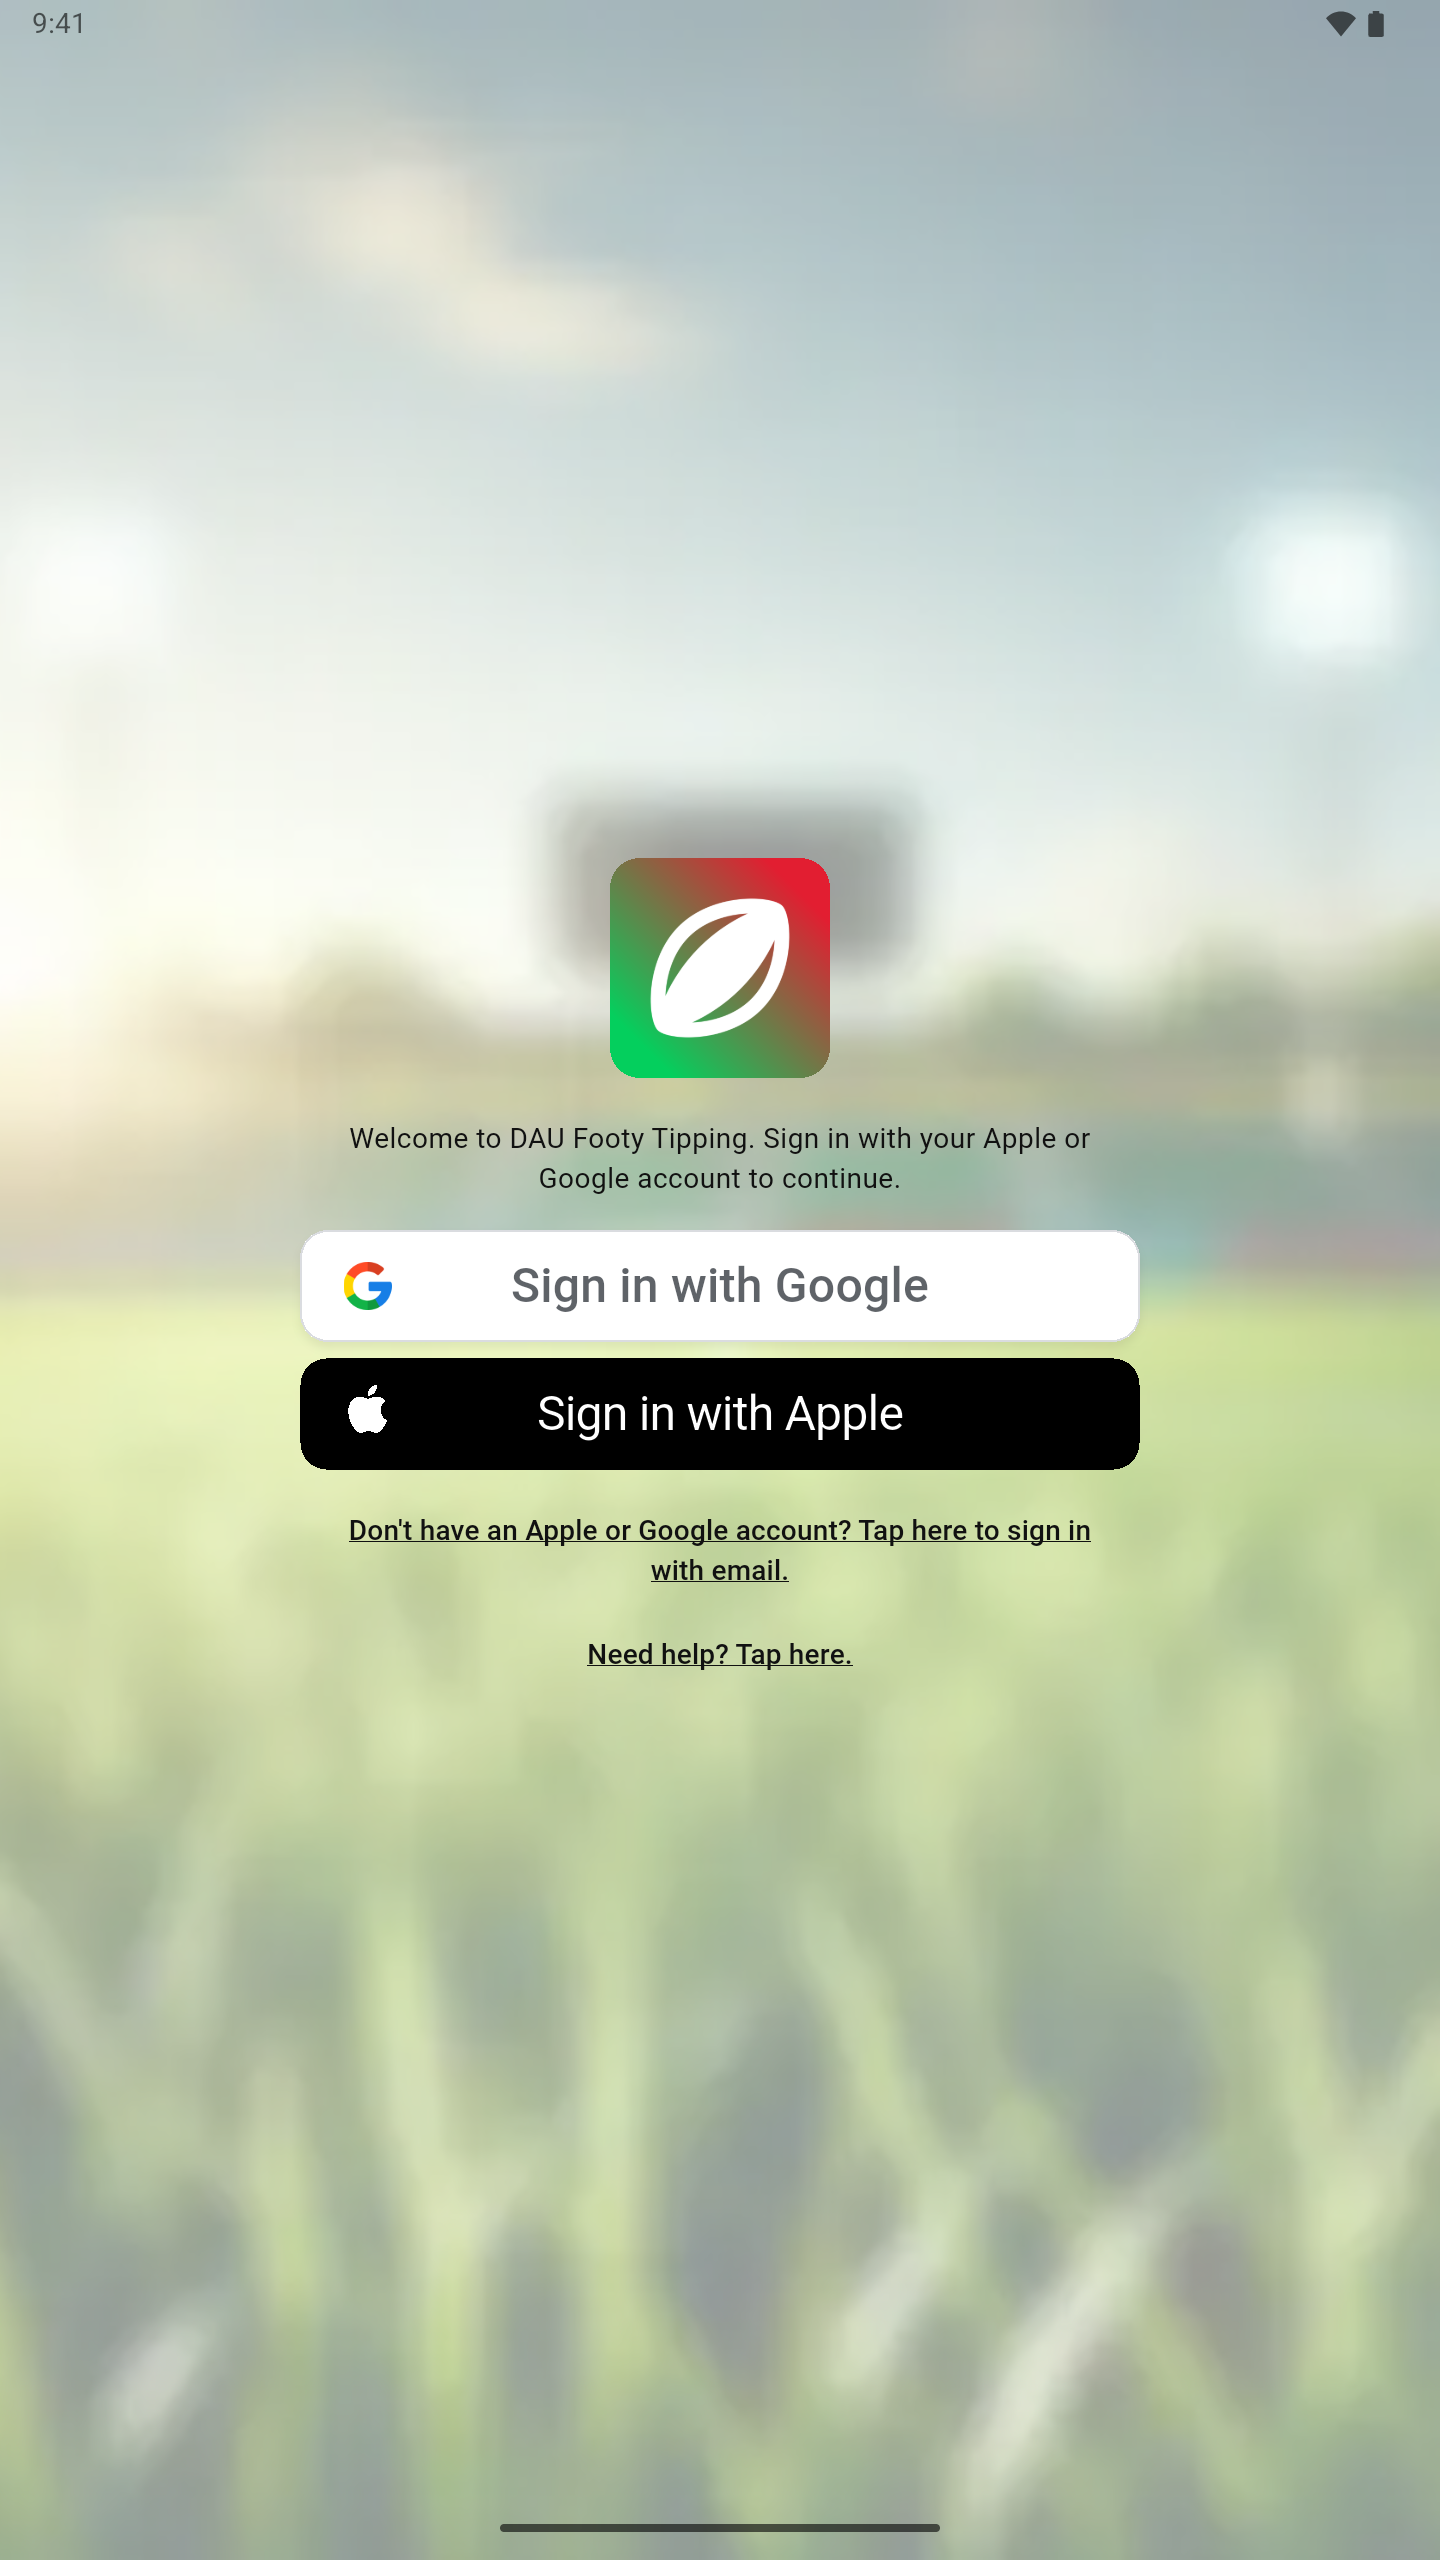 9:41
Welcome to DAU Footy Tipping. Sign in with your Apple or
Google account to continue.
Sign in with Google
Sign in with Apple
Don't have an Apple or Google account? Tap here to sign in
with email.
Need help? Tap here.